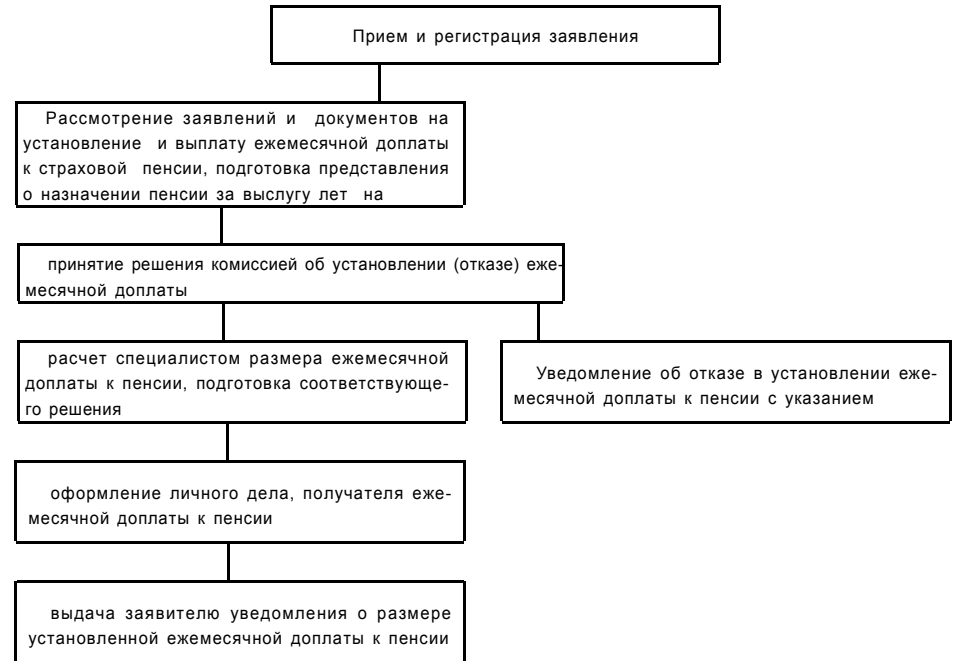 Прием и регистрация заявления
Рассмотрение заявлений и документов на
установление и выплату ежемесячной доплаты
к страховой пенсии, подготовка представления
о назначении пенсии за выслугу лет на
принятие решения комиссией об установлении (отказе) еже-
месячной доплаты
расчет специалистом размера ежемесячной
доплаты к пенсии, подготовка соответствующе-
го решения
Уведомление об отказе в установлении еже-
месячной доплаты к пенсии с указанием
оформление личного дела, получателя еже-
месячной доплаты к пенсии
выдача заявителю уведомления о размере
установленной ежемесячной доплаты к пенсии